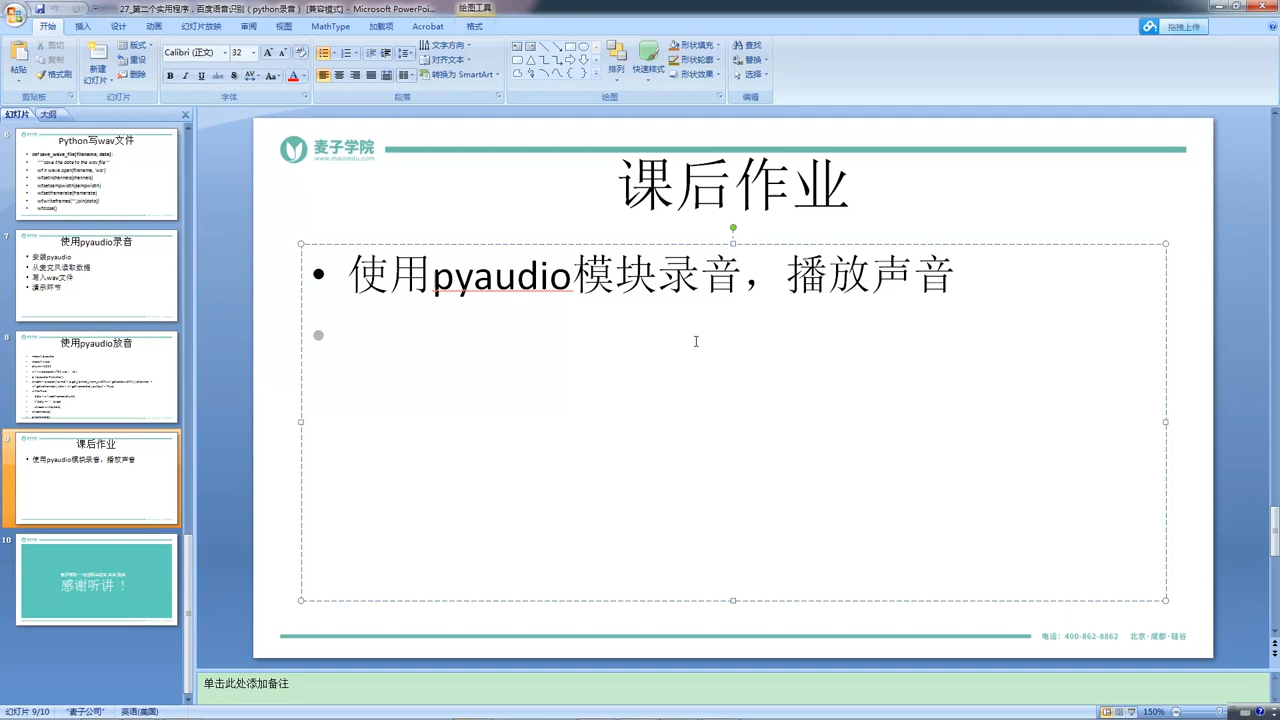 27_第二个实用程序，百度语音识别（python录音）[兼容模式] - Microsoft PowerPoi...
绘图工具
开始 插入 设计 动画 幻灯片放映 审阅 视图 MathType 加载项 Acrobat 格式
拖拽上传
粘贴 剪切 复制 格式刷
新建 幻灯片 版式 重设 删除
Calibri (正文) 32
文字方向 对齐文本 转换为 SmartArt
排列 快速样式 形状填充 形状轮廓 形状效果
查找 替换 选择
剪贴板 幻灯片 字体 段落 绘图 编辑
幻灯片 大纲
6
Python写wav文件
def save_wave_file(filename, data):
7
使用pyaudio录音
安装pyaudio
从麦克风读取数据
写入wav文件
演示环节
8
使用pyaudio放音
9
课后作业
使用pyaudio模块录音，播放声音
10
感谢听讲！
麦子学院
www.maiziedu.com
课后作业
使用pyaudio模块录音，播放声音
电话：400-862-8862 北京·成都·硅谷
单击此处添加备注
幻灯片 9/10 "麦子公司" 英语(美国) 150%